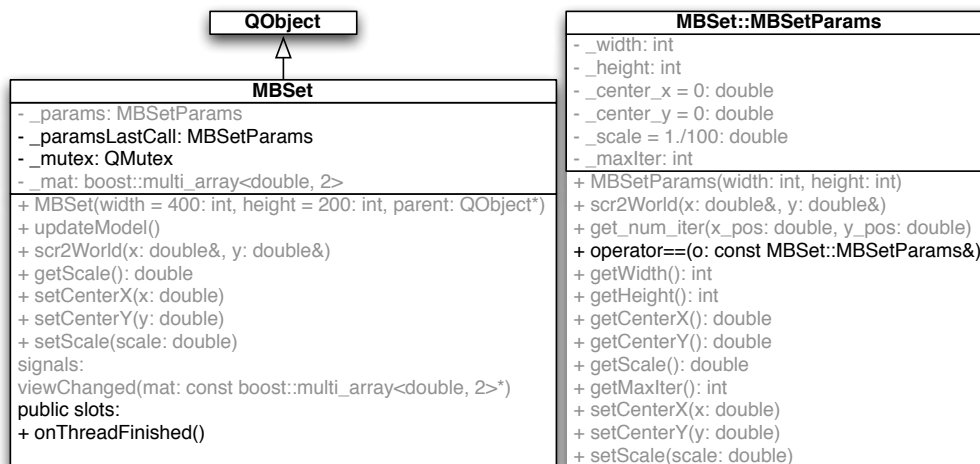 QObject
MBSet
- _params: MBSetParams
- _paramsLastCall: MBSetParams
- _mutex: QMutex
- _mat: boost::multi_array<double, 2>
+ MBSet(width = 400: int, height = 200: int, parent: QObject*)
+ updateModel()
+ scr2World(x: double&, y: double&)
+ getScale(): double
+ setCenterX(x: double)
+ setCenterY(y: double)
+ setScale(scale: double)
signals:
viewChanged(mat: const boost::multi_array<double, 2>*)
public slots:
+ onThreadFinished()
MBSet::MBSetParams
- _width: int
- _height: int
- _center_x = 0: double
- _center_y = 0: double
- _scale = 1./100: double
- _maxIter: int
+ MBSetParams(width: int, height: int)
+ scr2World(x: double&, y: double&)
+ get_num_iter(x_pos: double, y_pos: double)
+ operator==(o: const MBSet::MBSetParams&)
+ getWidth(): int
+ getHeight(): int
+ getCenterX(): double
+ getCenterY(): double
+ getScale(): double
+ getMaxIter(): int
+ setCenterX(x: double)
+ setCenterY(y: double)
+ setScale(scale: double)